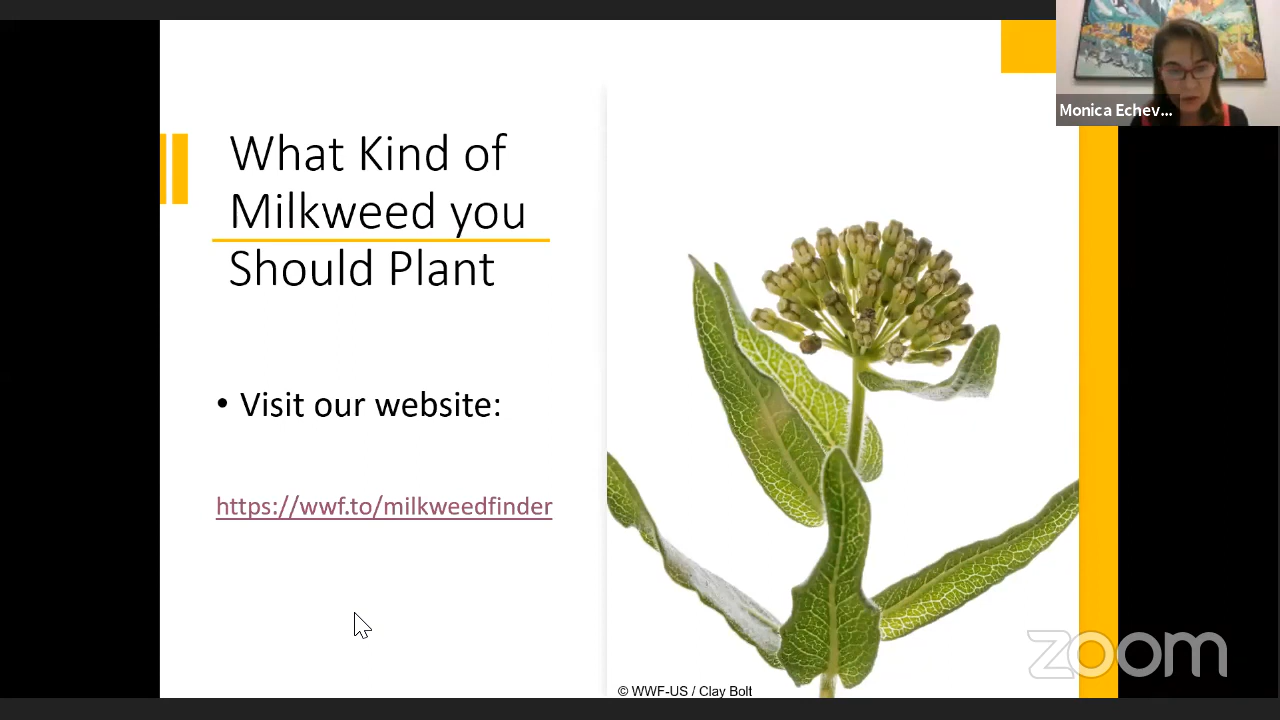 What Kind of
Milkweed you
Should Plant
• Visit our website:
https://wwf.to/milkweedfinder
© WWF-US / Clay Bolt
Monica Echev...
zoom